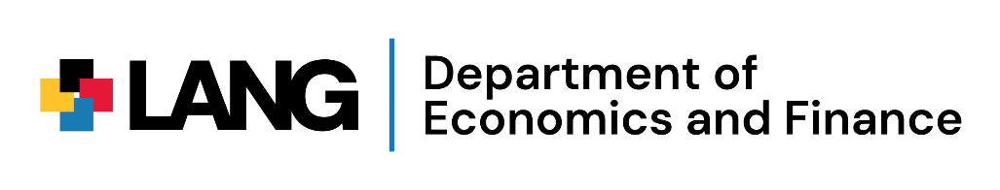 LANG
Department of
Economics and Finance